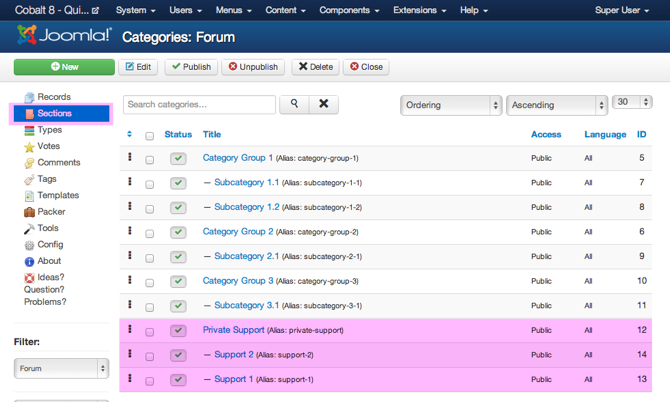 Cobalt 8 - Qui... System Users Menus Content Components Extensions Help Super User
Joomla! Categories: Forum
New Edit Publish Unpublish Delete Close
Records
Sections
Types
Votes
Comments
Tags
Templates
Packer
Tools
Config
About
Ideas?
Question?
Problems?
Filter:
Forum
Search categories... Ordering Ascending 30
Status Title Access Language ID
Category Group 1 (Alias: category-group-1) Public All 5
— Subcategory 1.1 (Alias: subcategory-1-1) Public All 7
— Subcategory 1.2 (Alias: subcategory-1-2) Public All 8
Category Group 2 (Alias: category-group-2) Public All 6
— Subcategory 2.1 (Alias: subcategory-2-1) Public All 9
Category Group 3 (Alias: category-group-3) Public All 10
— Subcategory 3.1 (Alias: subcategory-3-1) Public All 11
Private Support (Alias: private-support) Public All 12
— Support 2 (Alias: support-2) Public All 14
— Support 1 (Alias: support-1) Public All 13